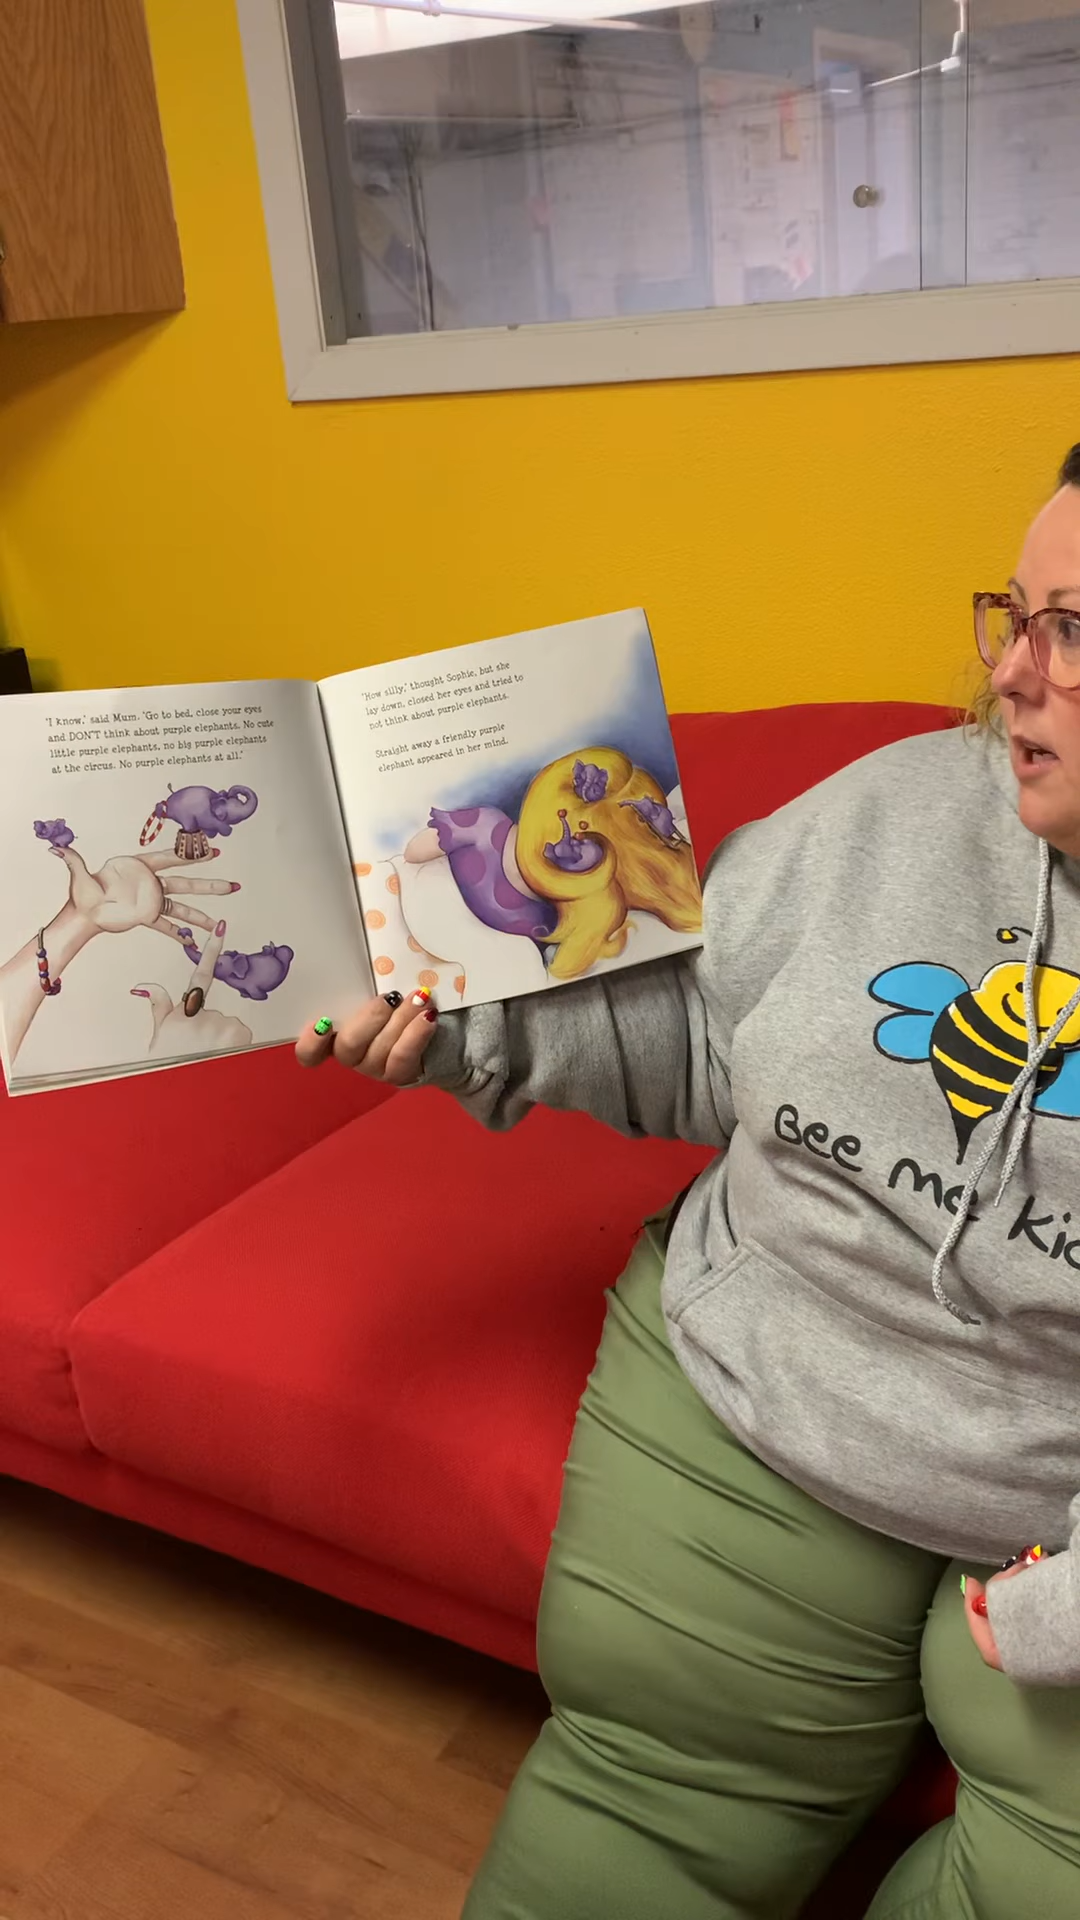 'I know,' said Mum. 'Go to bed, close your eyes
and DON'T think about purple elephants. No cute
little purple elephants, no big purple elephants
at the circus. No purple elephants at all.'
'How silly,' thought Sophie, but she
lay down, closed her eyes and tried to
not think about purple elephants.
Straight away a friendly purple
elephant appeared in her mind.
Bee me kid